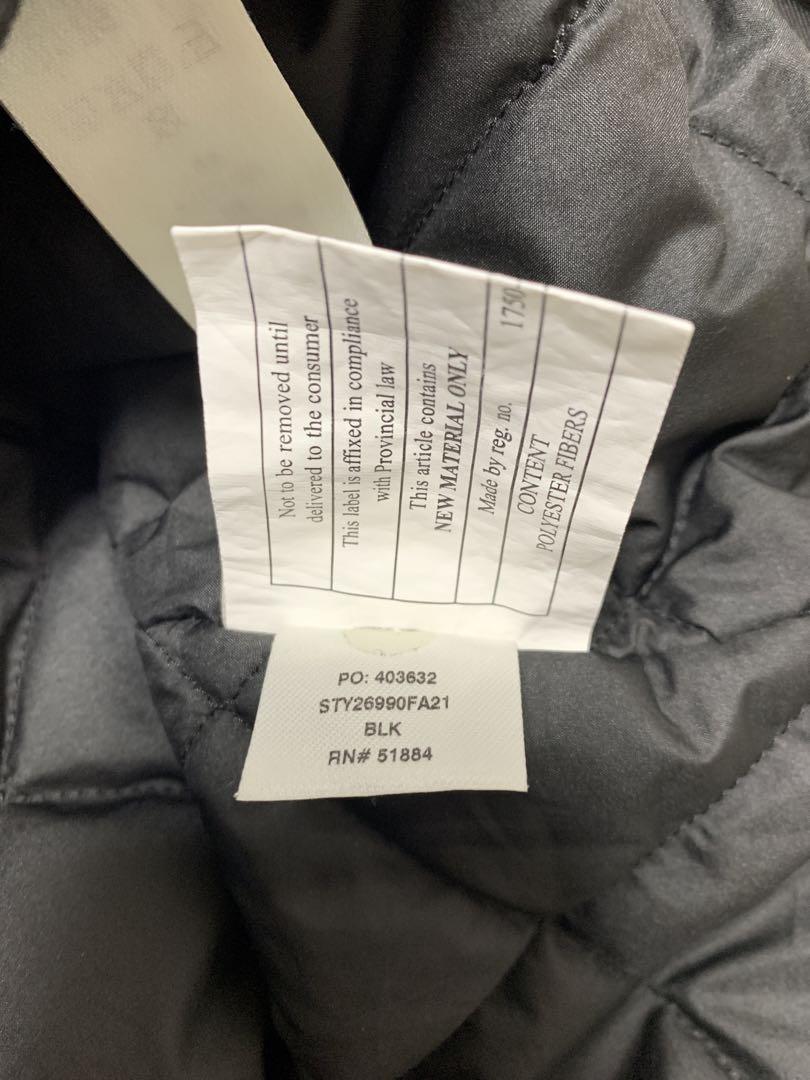 Not to be removed until
delivered to the consumer
This label is affixed in compliance
with Provincial law
This article contains
NEW MATERIAL ONLY
Made by reg. no. 1750-
CONTENT
POLYESTER FIBERS
PO: 403632
STY26990FA21
BLK
RN# 51884